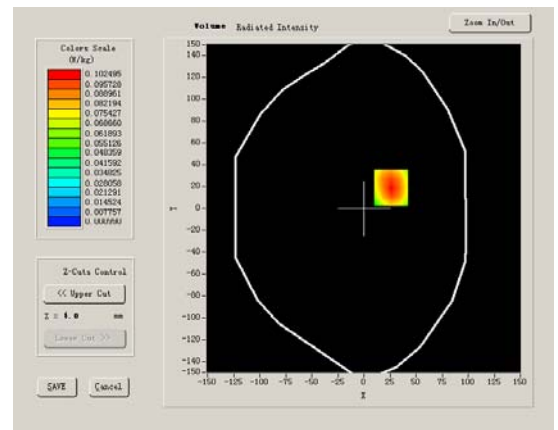 Volume Radiated Intensity
Zoom In/Out
Colors Scale
(W/kg)
0.102495
0.095728
0.088961
0.082194
0.075427
0.068660
0.061893
0.055126
0.048359
0.041592
0.034825
0.028058
0.021291
0.014524
0.007757
Z-Cuts Control
<< Upper Cut
Z = 4.0 mm
Lower Cut >>
SAVE Cancel
150
140
120
100
80
60
40
20
0
-20
-40
-60
-80
-100
-120
-140
-150
Y
-150 -125 -100 -75 -50 -25 0 25 50 75 100 125 150
X